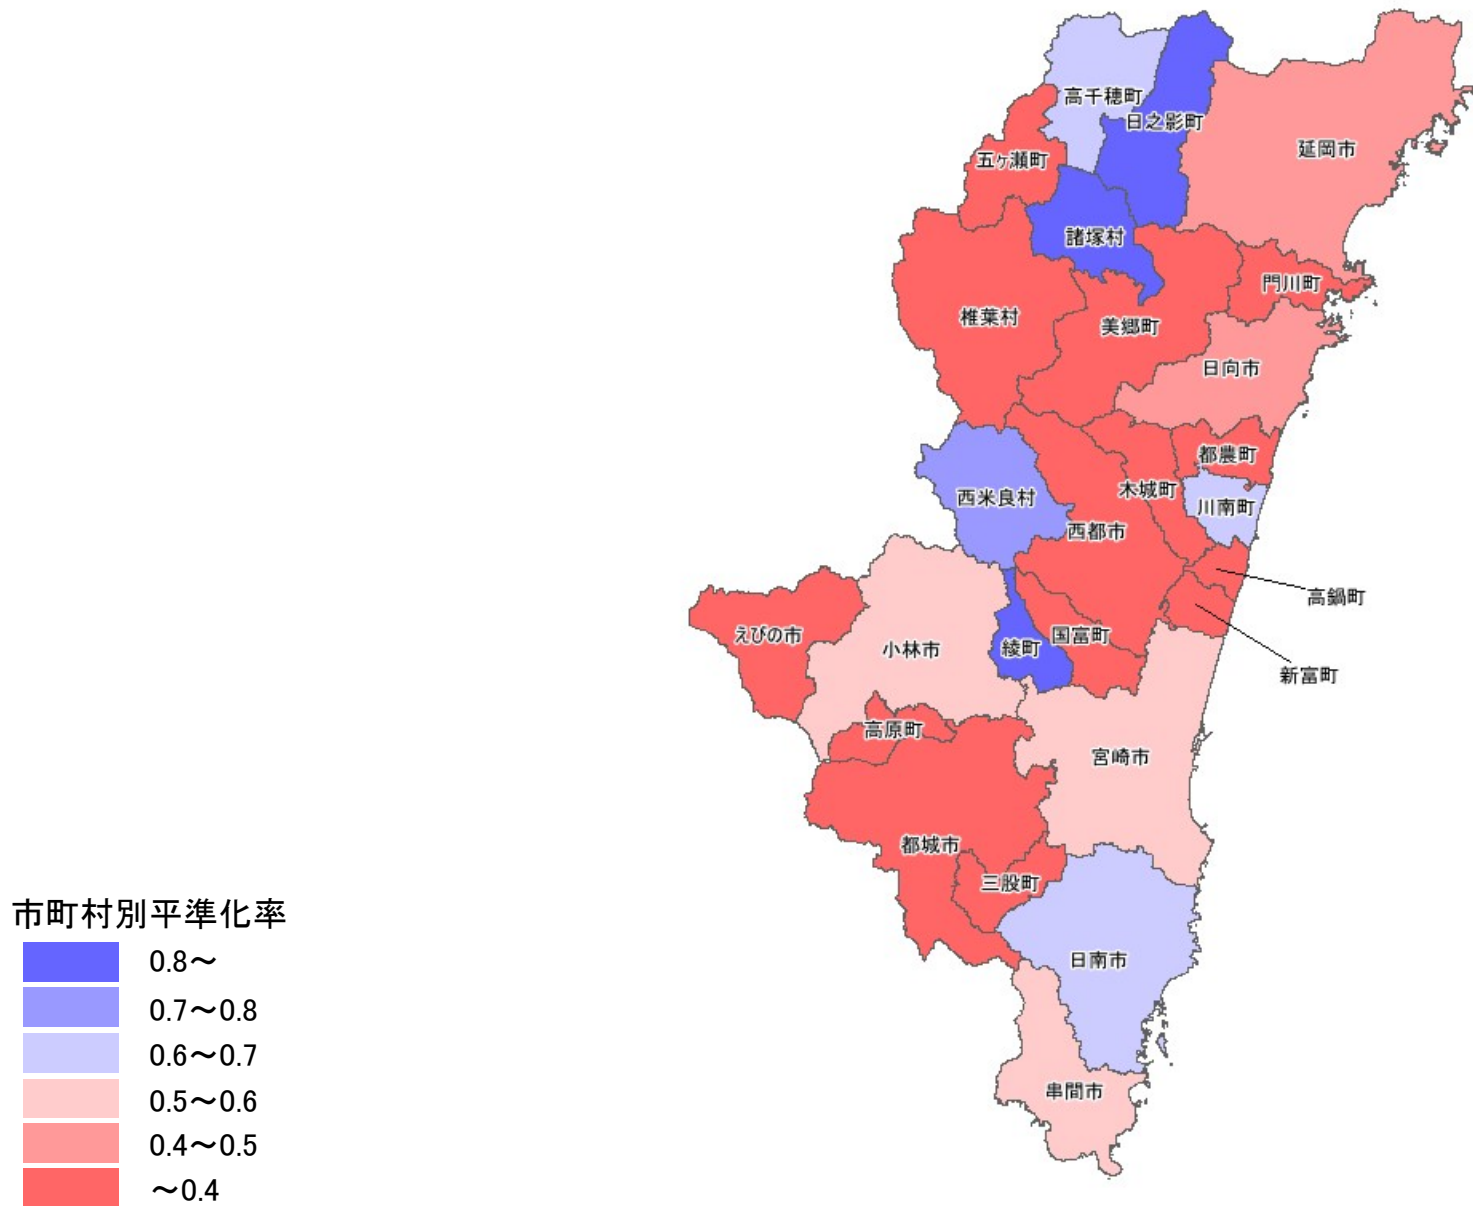 高千穂町
日之影町
延岡市
五ヶ瀬町
諸塚村
門川町
椎葉村
美郷町
日向市
都農町
木城町
西米良村
川南町
西都市
高鍋町
えびの市
国富町
小林市
綾町
新富町
高原町
宮崎市
都城市
三股町
日南市
串間市
市町村別平準化率
0.8～
0.7～0.8
0.6～0.7
0.5～0.6
0.4～0.5
～0.4